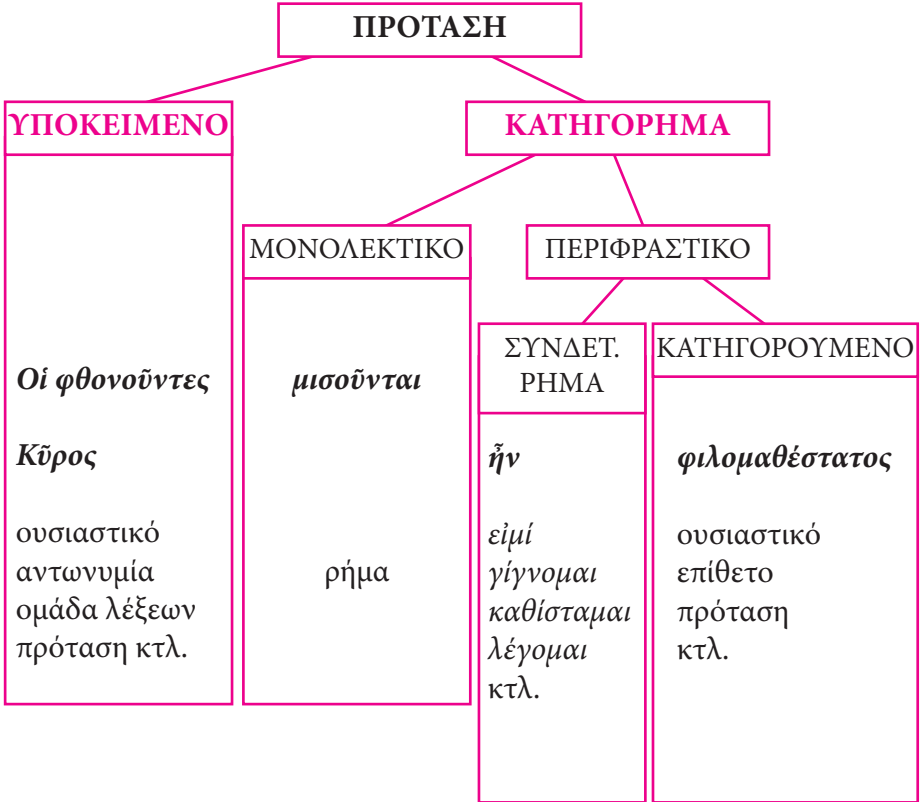 ΠΡΟΤΑΣΗ
ΥΠΟΚΕΙΜΕΝΟ
ΚΑΤΗΓΟΡΗΜΑ
ΜΟΝΟΛΕΚΤΙΚΟ
ΠΕΡΙΦΡΑΣΤΙΚΟ
ΣΥΝΔΕΤ.
ΡΗΜΑ
ΚΑΤΗΓΟΡΟΥΜΕΝΟ
Οἱ φθονοῦντες
μισοῦνται
Κῦρος
ἦν
φιλομαθέστατος
ουσιαστικό
αντωνυμία
ομάδα λέξεων
πρόταση κτλ.
ρήμα
εἰμί
γίγνομαι
καθίσταμαι
λέγομαι
κτλ.
ουσιαστικό
επίθετο
πρόταση
κτλ.